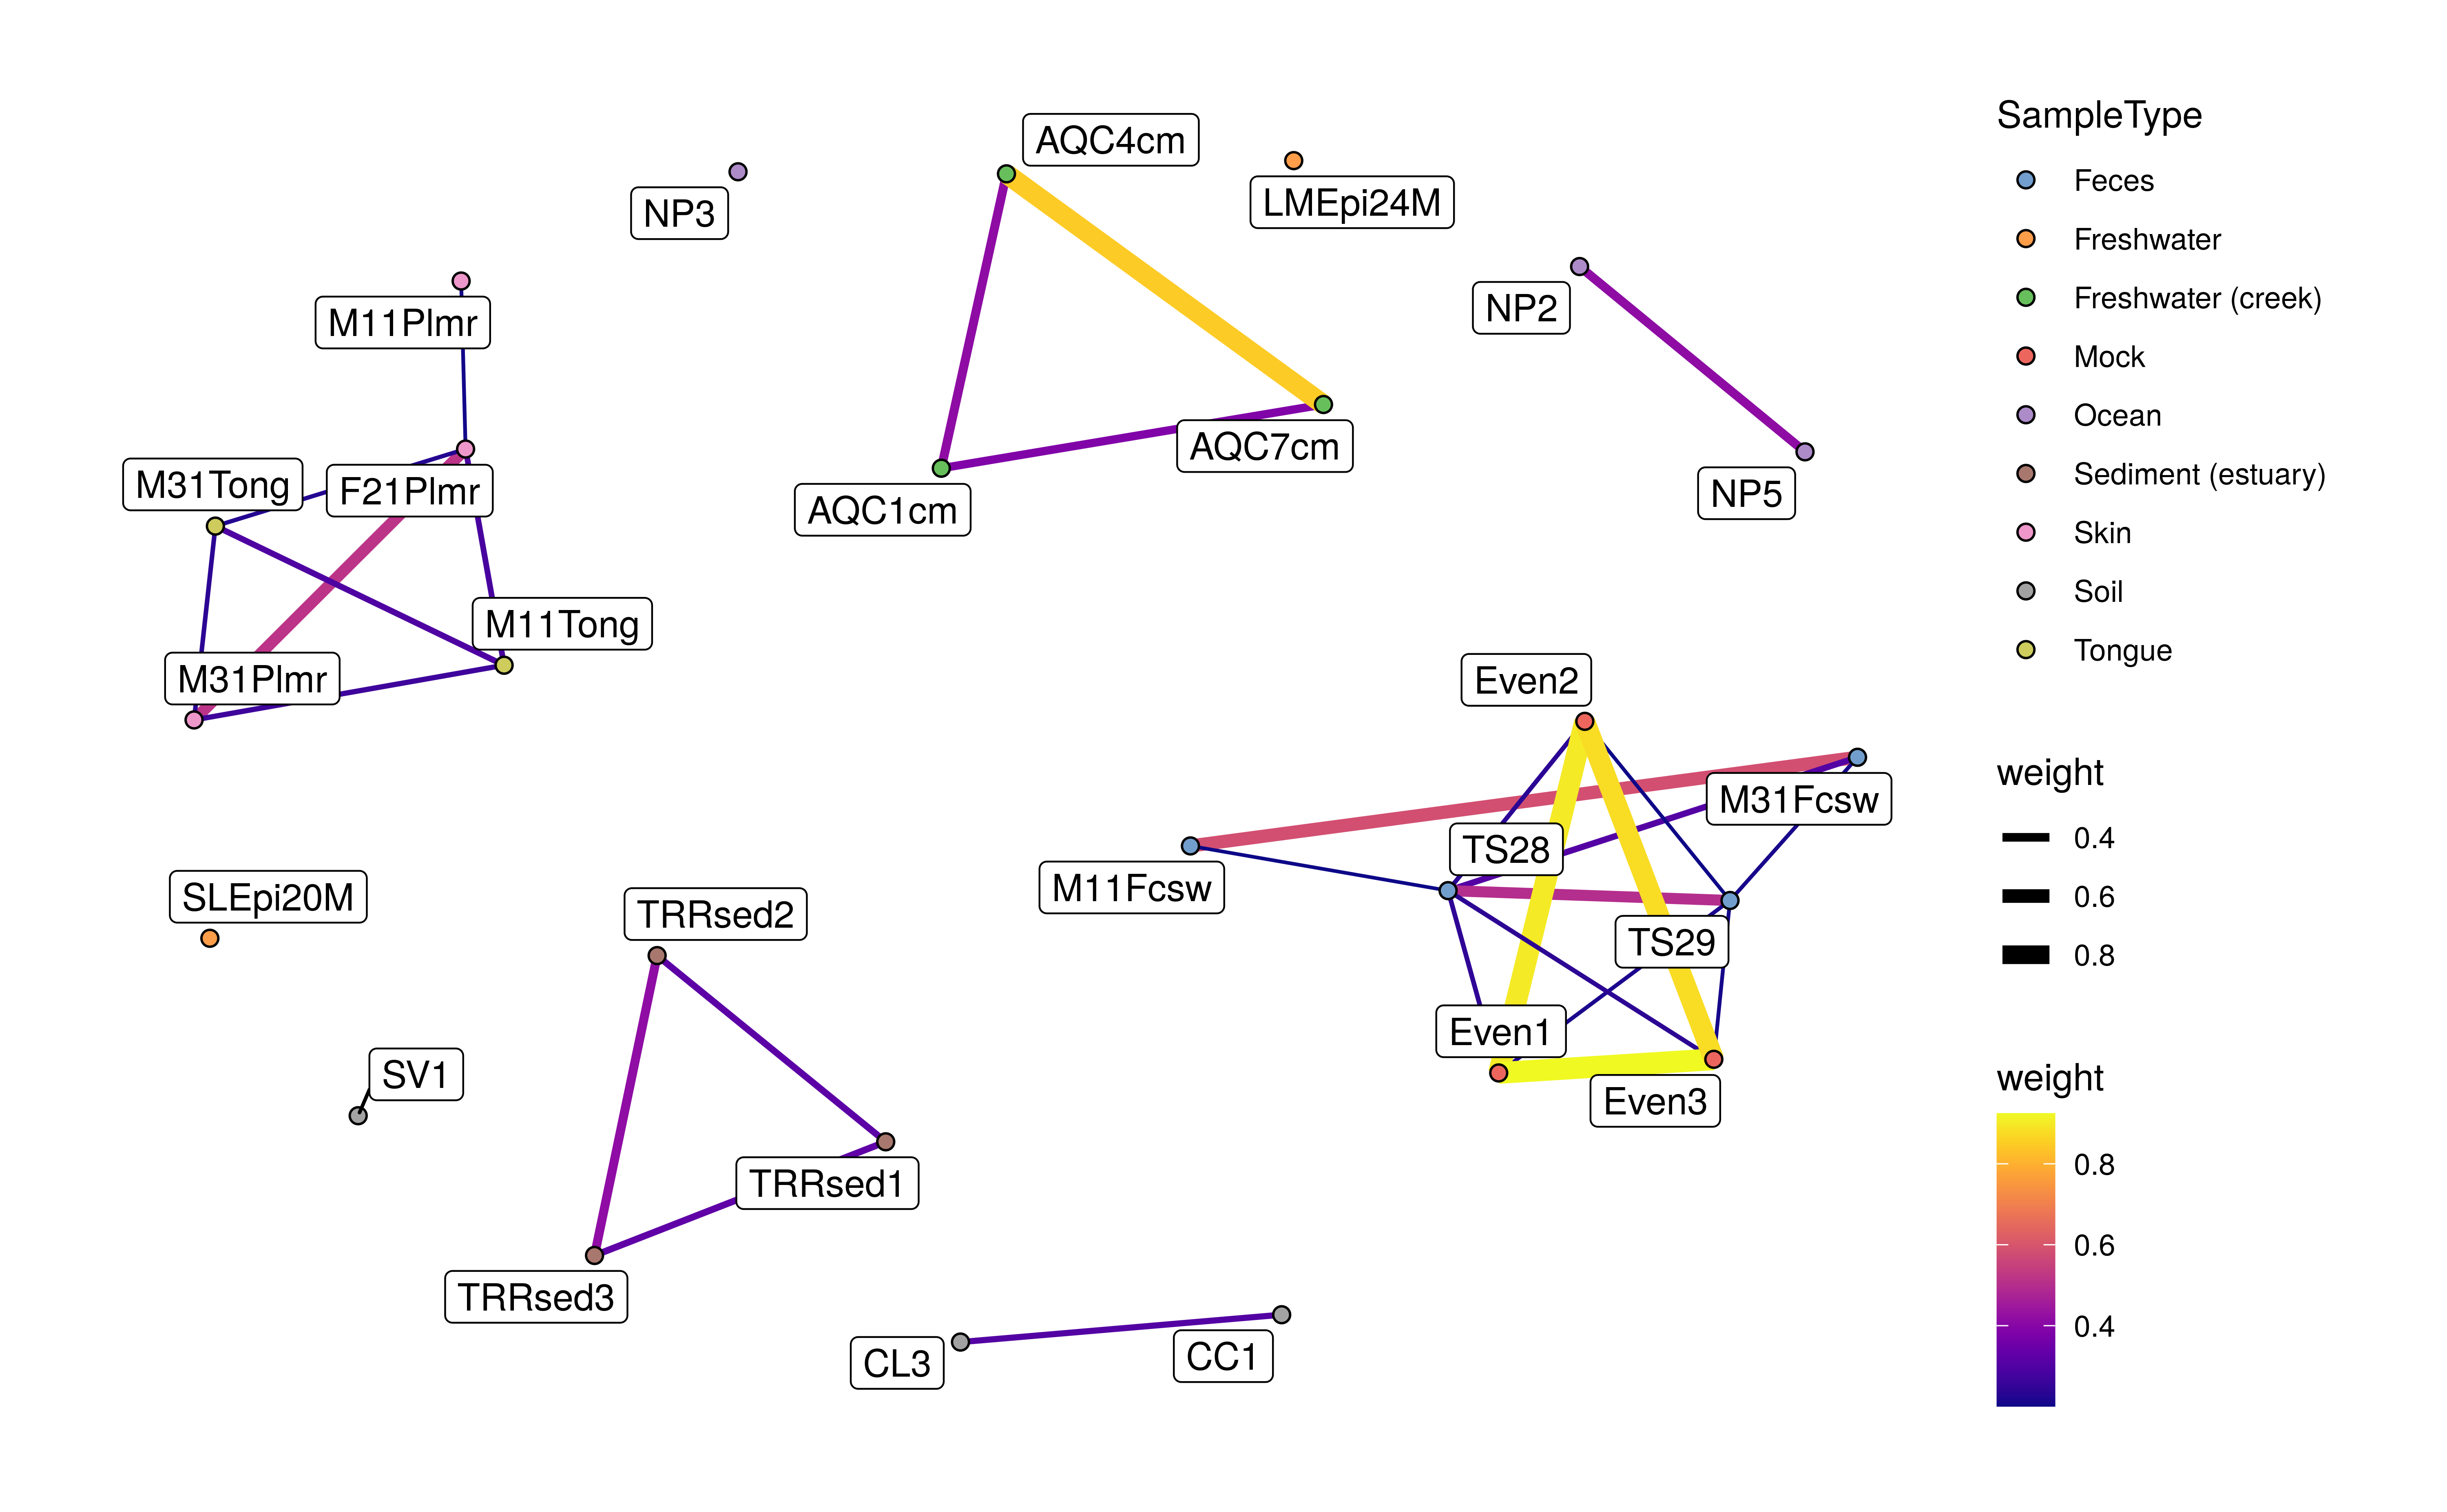 AQC4cm
LMEpi24M
NP3
NP2
M11Plmr
AQC7cm
M31Tong
F21Plmr
NP5
AQC1cm
M11Tong
M31Plmr
Even2
M31Fcsw
TS28
M11Fcsw
SLEpi20M
TRRsed2
TS29
Even1
SV1
Even3
TRRsed1
TRRsed3
CL3
CC1
SampleType
Feces
Freshwater
Freshwater (creek)
Mock
Ocean
Sediment (estuary)
Skin
Soil
Tongue
weight
0.4
0.6
0.8
weight
0.8
0.6
0.4